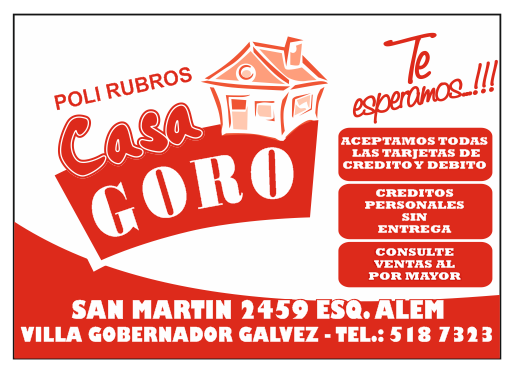 POLI RUBROS
Casa
GORO
Te
esperamos...!!!
ACEPTAMOS TODAS
LAS TARJETAS DE
CREDITO Y DEBITO
CREDITOS
PERSONALES
SIN
ENTREGA
CONSULTE
VENTAS AL
POR MAYOR
SAN MARTIN 2459 ESQ. ALEM
VILLA GOBERNADOR GALVEZ - TEL.: 518 7323